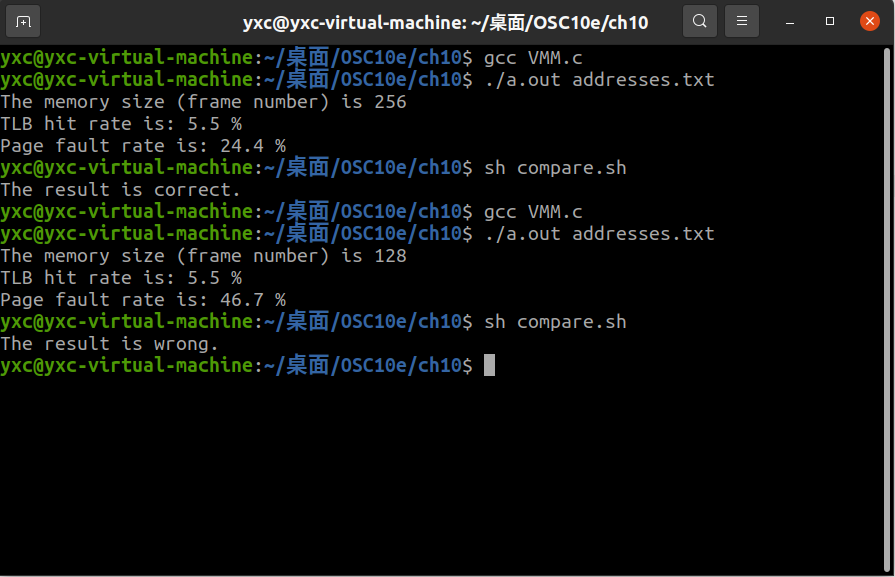 yxc@yxc-virtual-machine: ~/桌面/OSC10e/ch10
yxc@yxc-virtual-machine:~/桌面/OSC10e/ch10$ gcc VMM.c
yxc@yxc-virtual-machine:~/桌面/OSC10e/ch10$ ./a.out addresses.txt
The memory size (frame number) is 256
TLB hit rate is: 5.5 %
Page fault rate is: 24.4 %
yxc@yxc-virtual-machine:~/桌面/OSC10e/ch10$ sh compare.sh
The result is correct.
yxc@yxc-virtual-machine:~/桌面/OSC10e/ch10$ gcc VMM.c
yxc@yxc-virtual-machine:~/桌面/OSC10e/ch10$ ./a.out addresses.txt
The memory size (frame number) is 128
TLB hit rate is: 5.5 %
Page fault rate is: 46.7 %
yxc@yxc-virtual-machine:~/桌面/OSC10e/ch10$ sh compare.sh
The result is wrong.
yxc@yxc-virtual-machine:~/桌面/OSC10e/ch10$